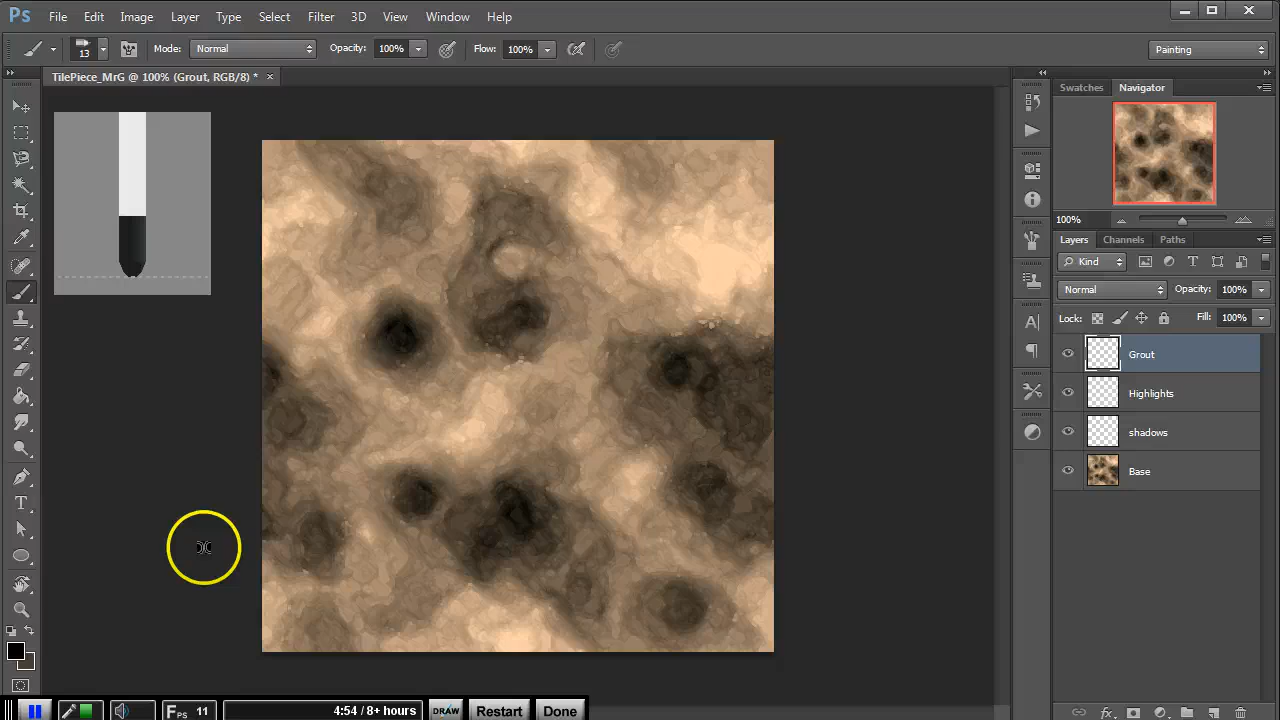 Ps File Edit Image Layer Type Select Filter 3D View Window Help
13 Mode: Normal Opacity: 100% Flow: 100% Painting
TilePiece_MrG @ 100% (Grout, RGB/8) * ×
Swatches Navigator
100%
Layers Channels Paths
Kind
Normal Opacity: 100%
Lock: Fill: 100%
Grout
Highlights
shadows
Base
FPS 11 4:54 / 8+ hours DRAW Restart Done